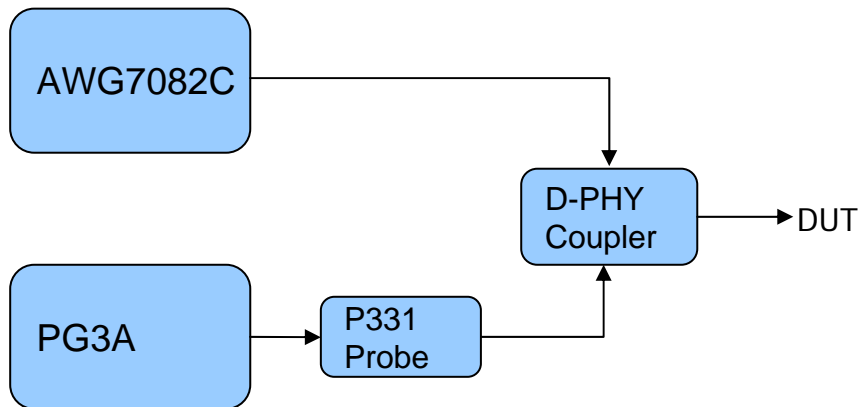 AWG7082C
D-PHY
Coupler
DUT
PG3A
P331
Probe